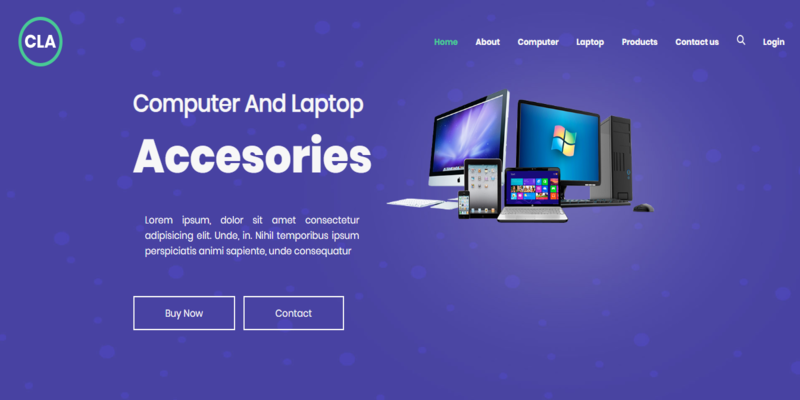 CLA
Home About Computer Laptop Products Contact us Login
Computer And Laptop
Accesories
Lorem ipsum, dolor sit amet consectetur
adipisicing elit. Unde, in. Nihil temporibus ipsum
perspiciatis animi sapiente, unde consequatur
Buy Now Contact